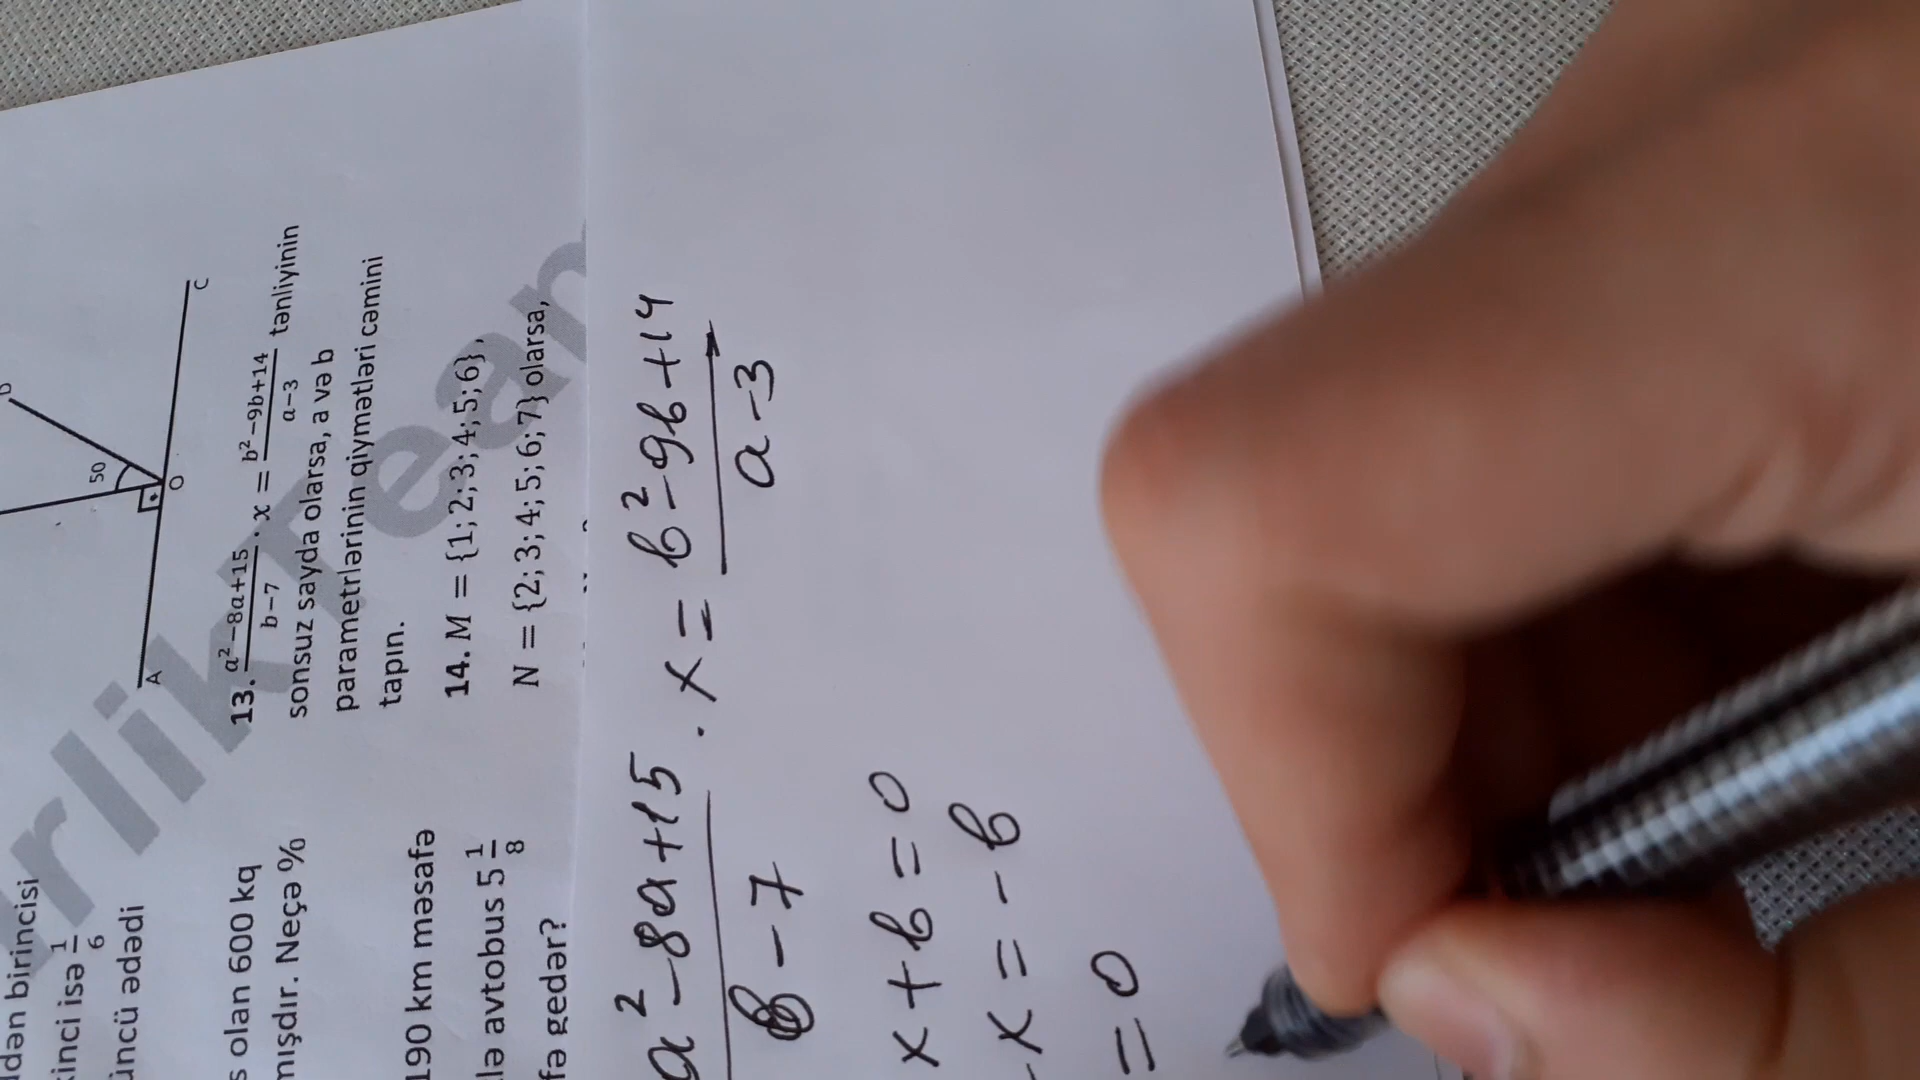 dən birincisi
kinci isə 1/6
üncü ədədi
s olan 600 kq
mışdır. Neçə %
190 km məsafə
lə avtobus 5 1/8
fə gedər?
50
A
O
C
13. (a²−8a+15)/(b−7) · x = (b²−9b+14)/(a−3) tənliyinin
sonsuz sayda olarsa, a və b
parametrlərinin qiymətləri cəmini
tapın.
14. M = {1; 2; 3; 4; 5; 6},
N = {2; 3; 4; 5; 6; 7} olarsa,
rlikTeam
(a²-8a+15)/(b-7) · x = (b²-9b+14)/(a-3)
x+b=0
·x=-b
=0